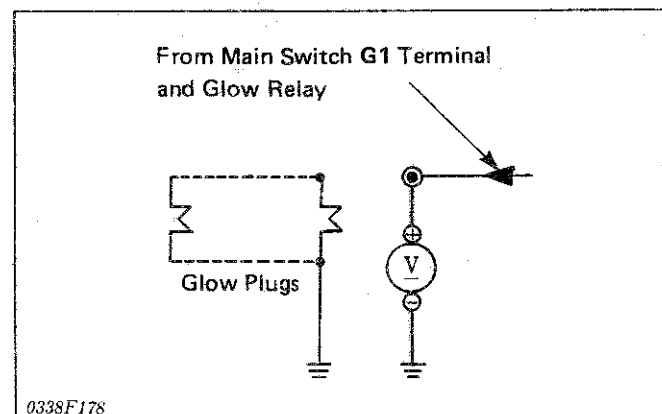 From Main Switch G1 Terminal
and Glow Relay
+
V
−
Glow Plugs
0338F178